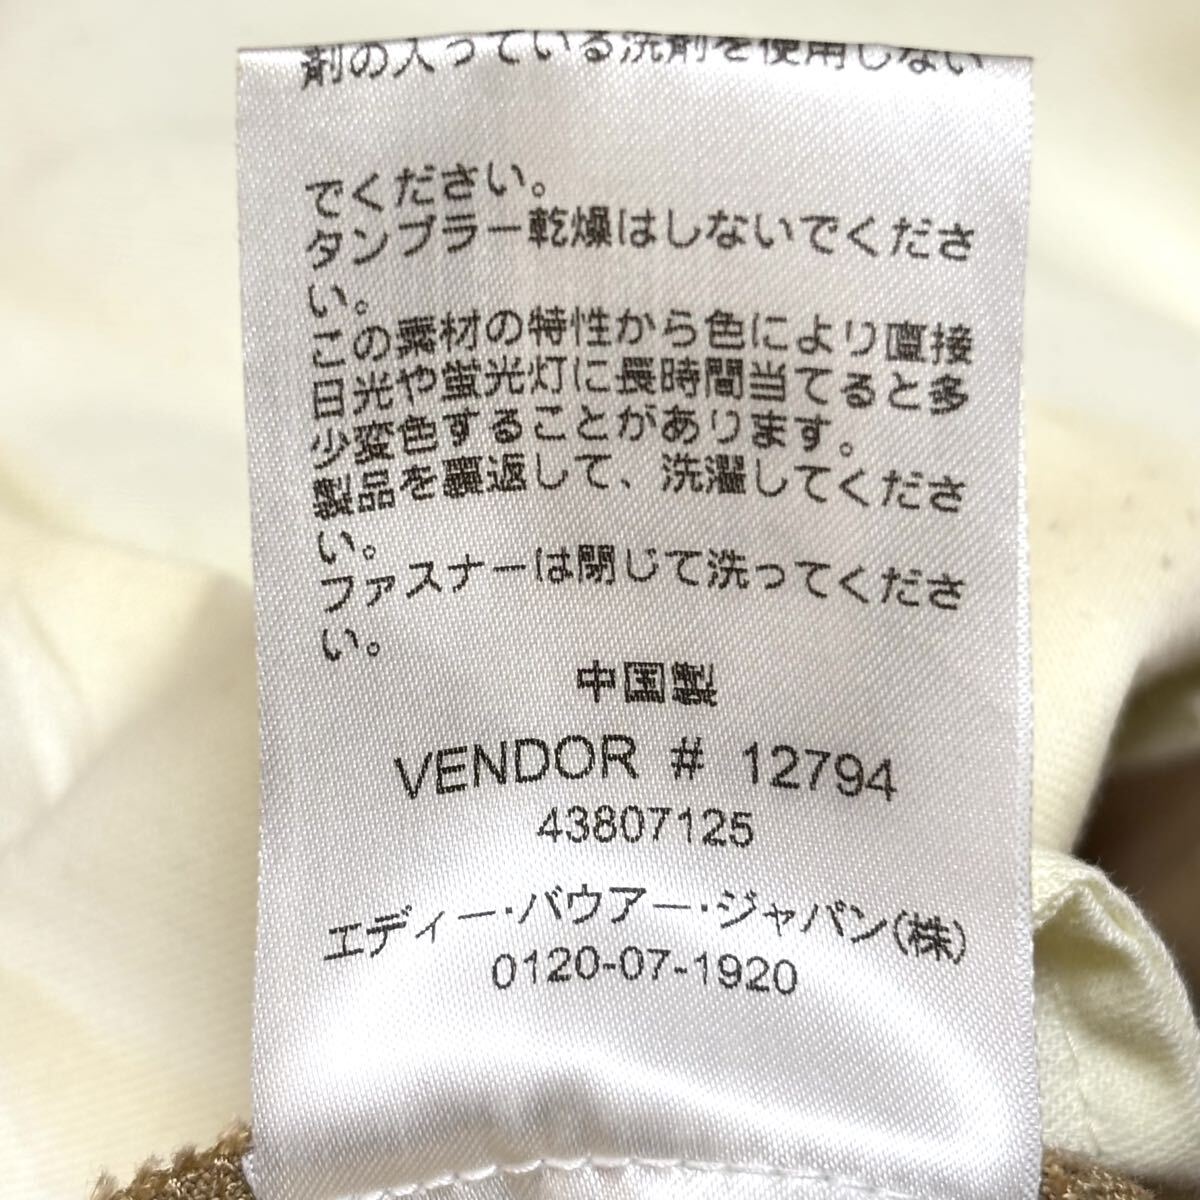 剤の入っている洗剤を使用しない
でください。
タンブラー乾燥はしないでくださ
い。
この素材の特性から色により直接
日光や蛍光灯に長時間当てると多
少変色することがあります。
製品を裏返して、洗濯してくださ
い。
ファスナーは閉じて洗ってくださ
い。
中国製
VENDOR # 12794
43807125
エディー・バウアー・ジャパン(株)
0120-07-1920